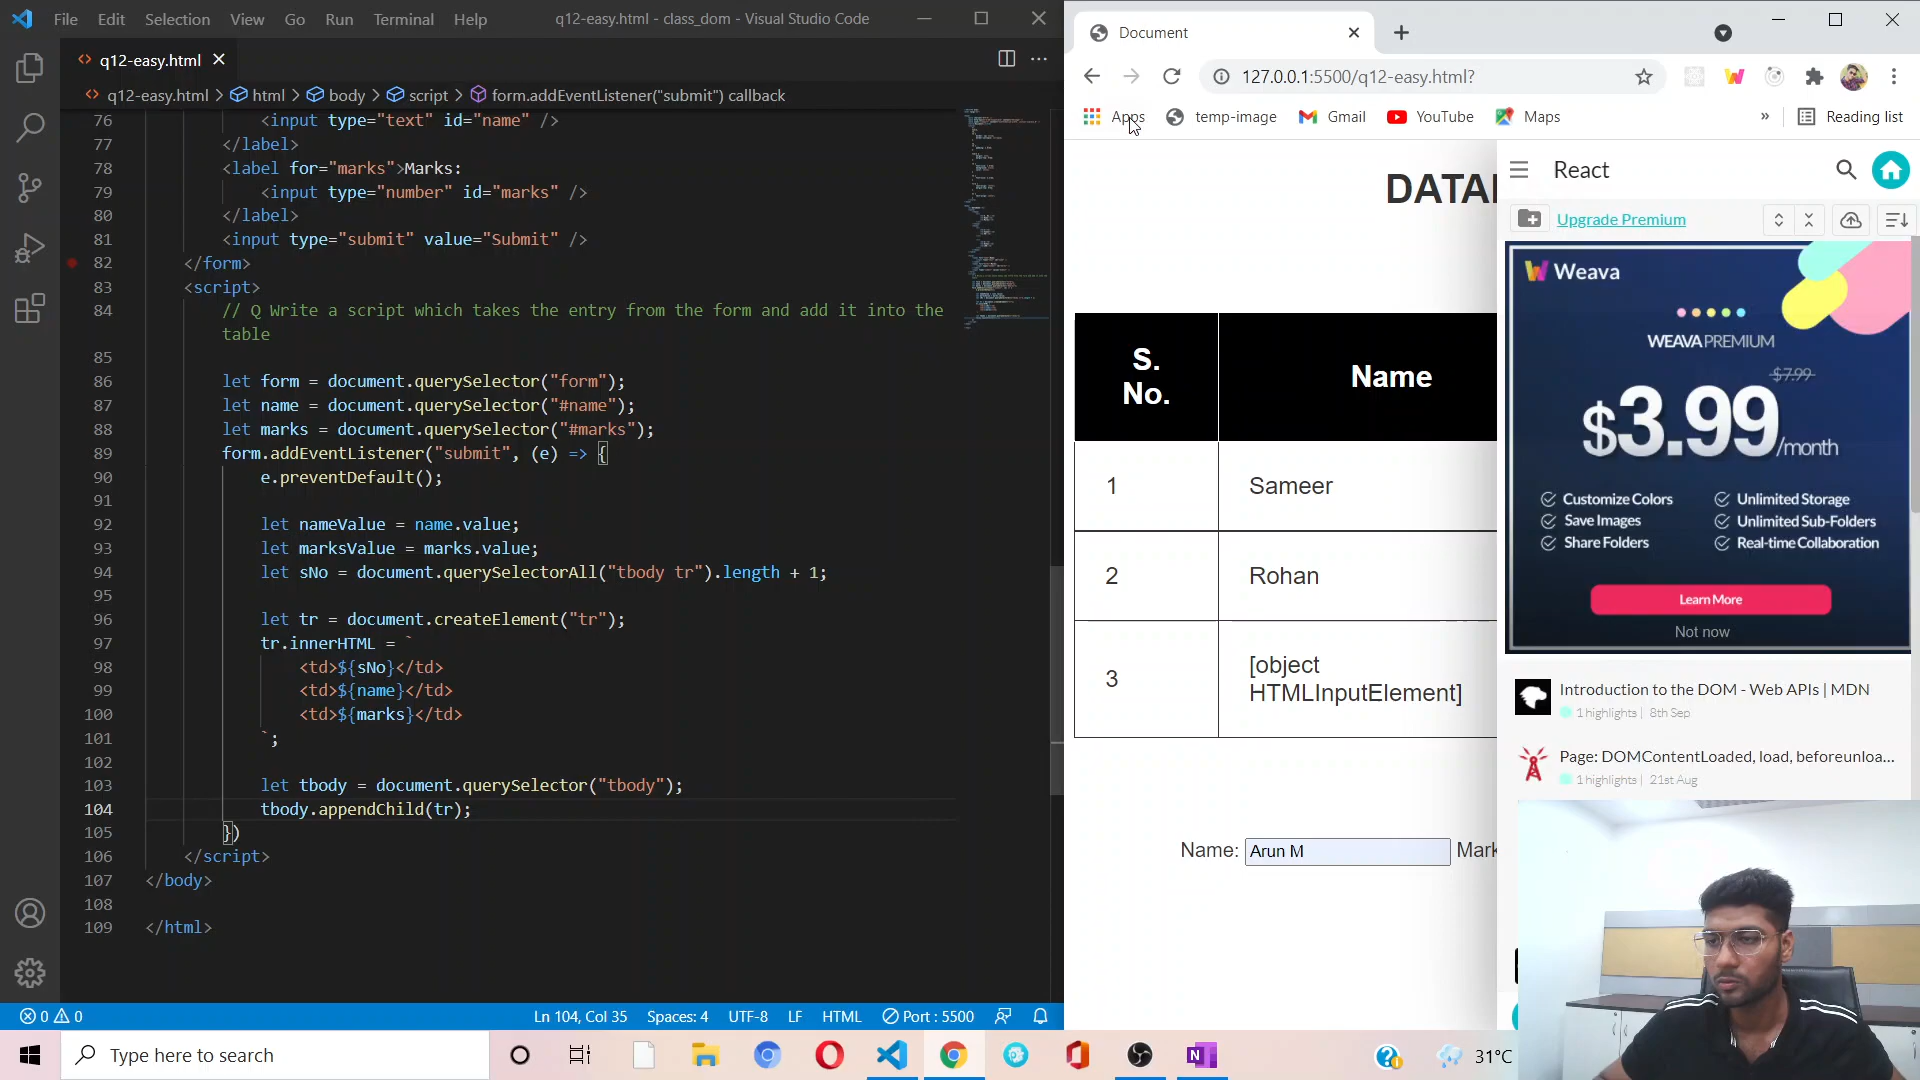 File Edit Selection View Go Run Terminal Help q12-easy.html - class_dom - Visual Studio Code
q12-easy.html
q12-easy.html > html > body > script > form.addEventListener("submit") callback
76 <input type="text" id="name" />
77 </label>
78 <label for="marks">Marks:
79 <input type="number" id="marks" />
80 </label>
81 <input type="submit" value="Submit" />
82 </form>
83 <script>
84 // Q Write a script which takes the entry from the form and add it into the
table
85
86 let form = document.querySelector("form");
87 let name = document.querySelector("#name");
88 let marks = document.querySelector("#marks");
89 form.addEventListener("submit", (e) => {
90 e.preventDefault();
91
92 let nameValue = name.value;
93 let marksValue = marks.value;
94 let sNo = document.querySelectorAll("tbody tr").length + 1;
95
96 let tr = document.createElement("tr");
97 tr.innerHTML = `
98 <td>${sNo}</td>
99 <td>${name}</td>
100 <td>${marks}</td>
101 `;
102
103 let tbody = document.querySelector("tbody");
104 tbody.appendChild(tr);
105 })
106 </script>
107 </body>
108
109 </html>
0 0 Ln 104, Col 35 Spaces: 4 UTF-8 LF HTML Port : 5500
Type here to search
Document
127.0.0.1:5500/q12-easy.html?
Apps temp-image Gmail YouTube Maps » Reading list
DATA
S.
No.
Name
1 Sameer
2 Rohan
3 [object
HTMLInputElement]
Name: Arun M Mark
React
Upgrade Premium
Weava
WEAVA PREMIUM
$7.99
$3.99/month
Customize Colors Unlimited Storage
Save Images Unlimited Sub-Folders
Share Folders Real-time Collaboration
Learn More
Not now
Introduction to the DOM - Web APIs | MDN
1 highlights | 8th Sep
Page: DOMContentLoaded, load, beforeunloa...
1 highlights | 21st Aug
31°C